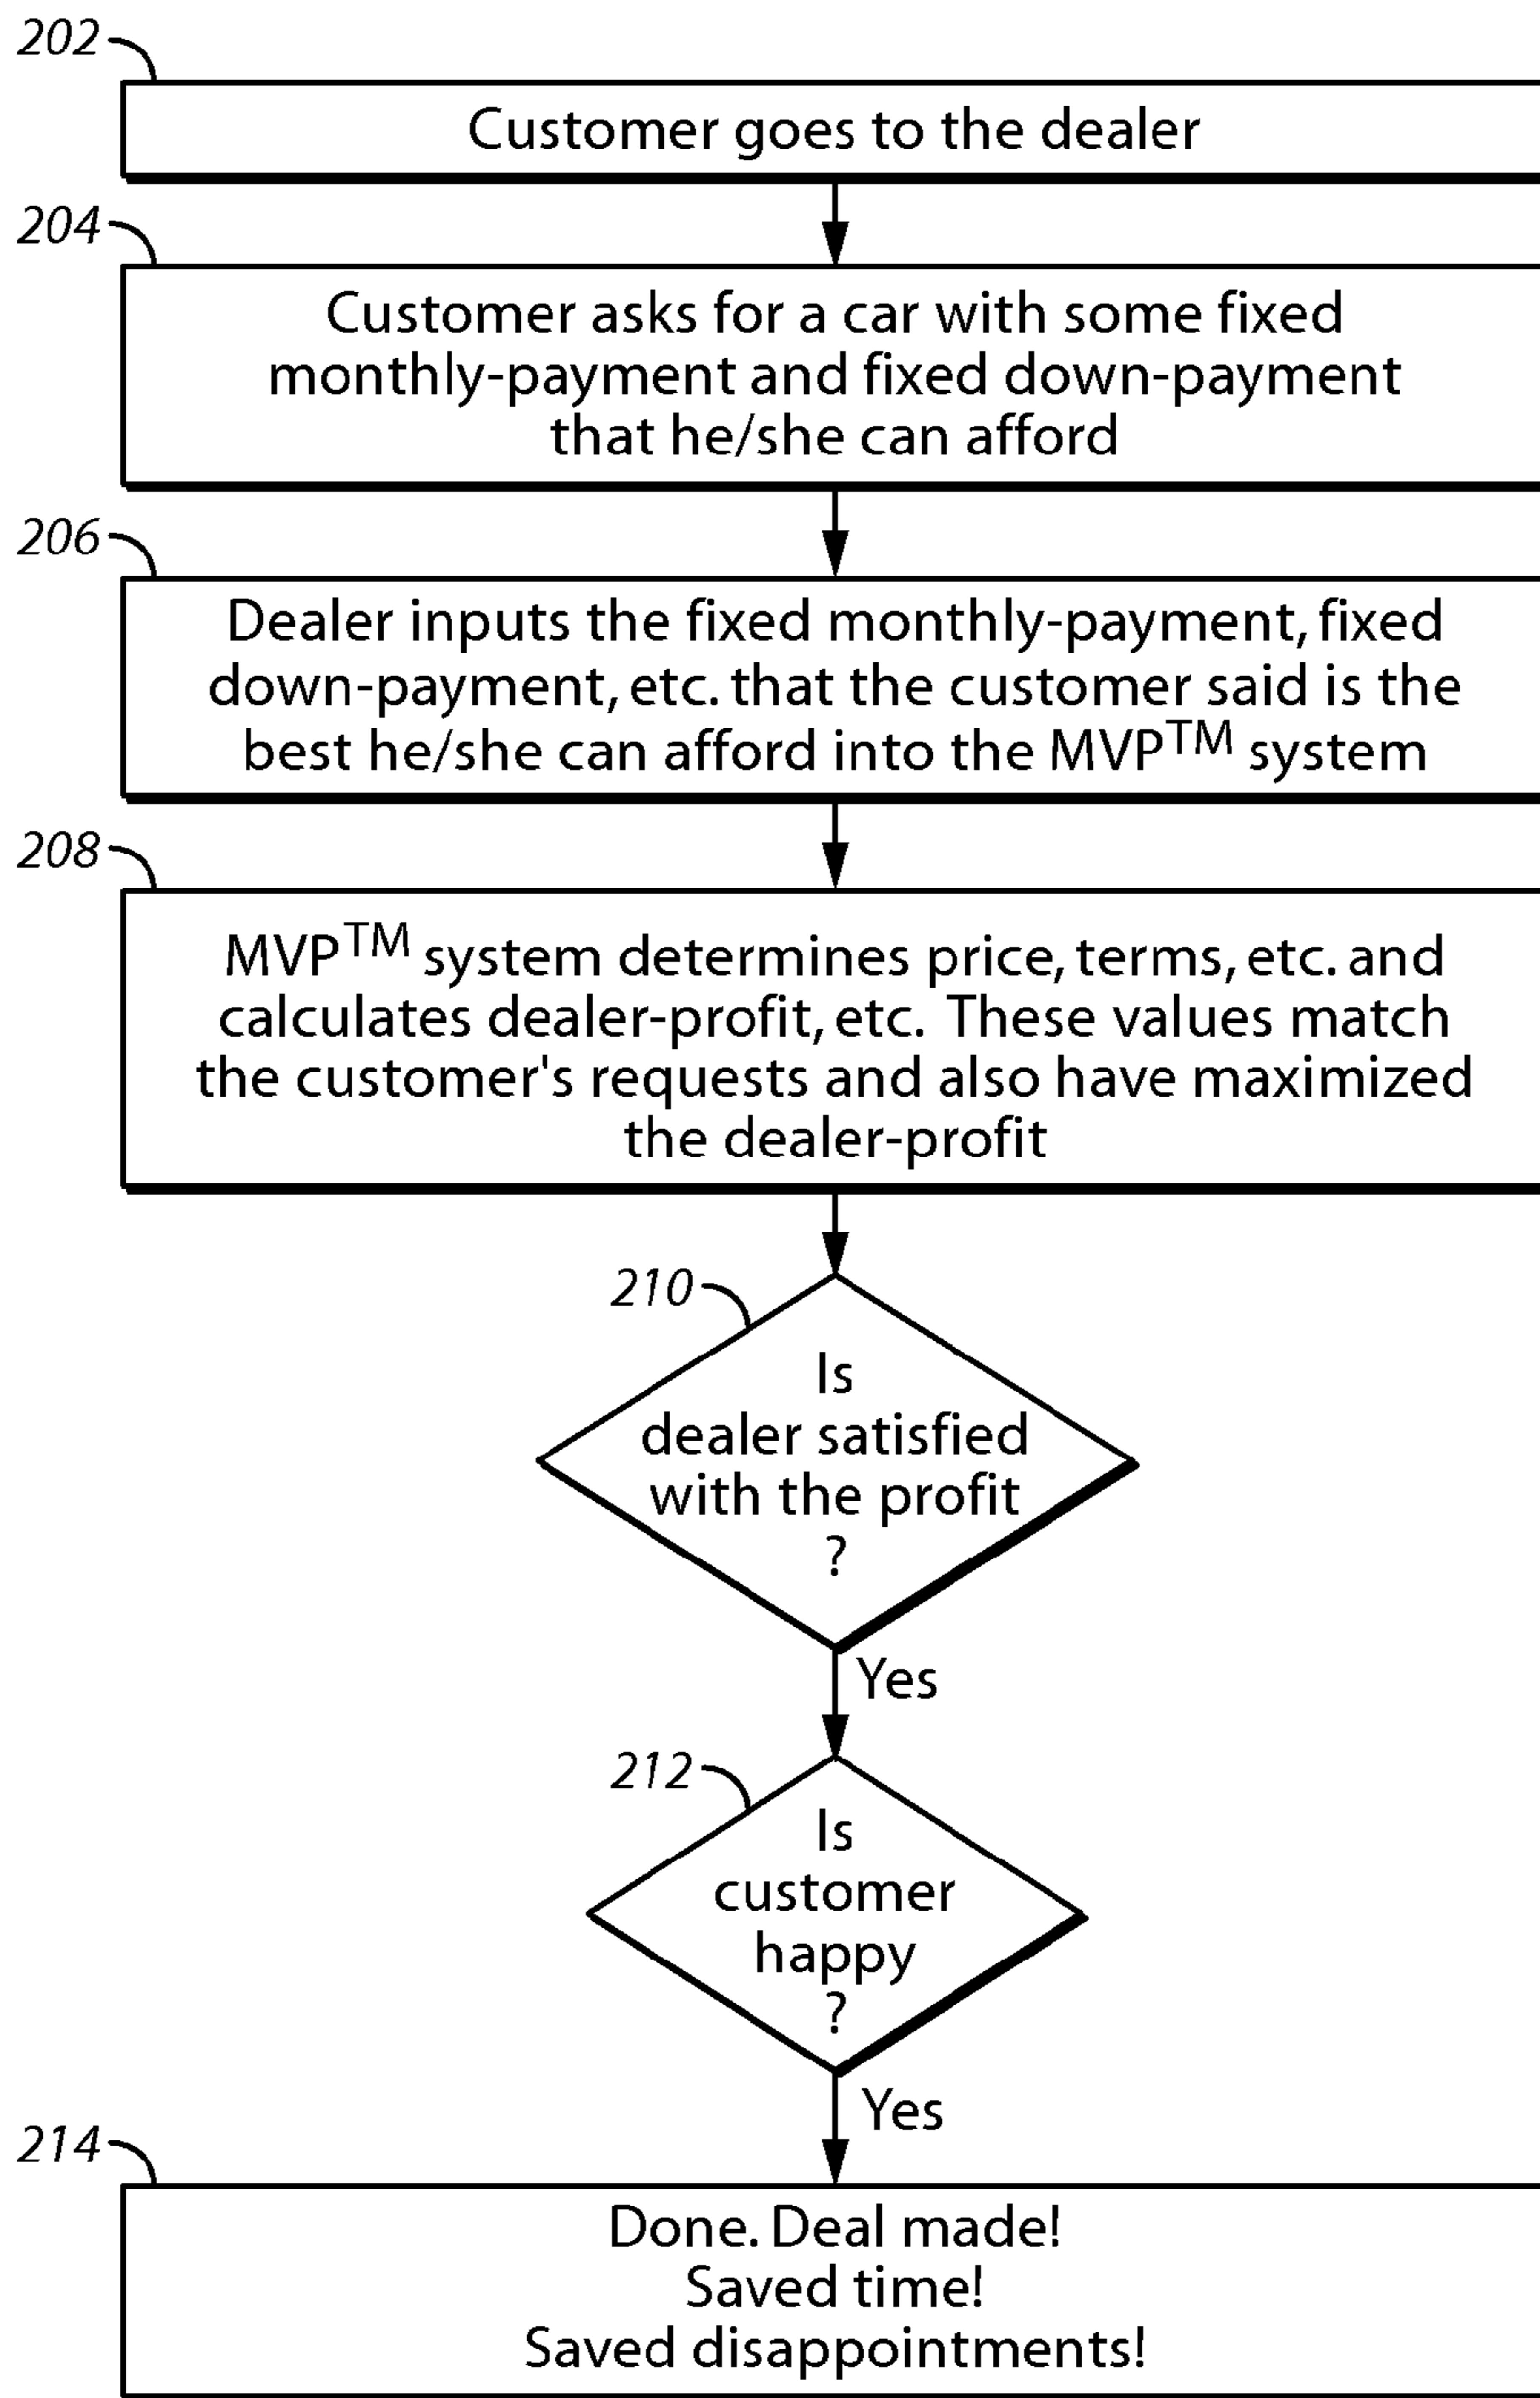 202
Customer goes to the dealer
204
Customer asks for a car with some fixed
monthly-payment and fixed down-payment
that he/she can afford
206
Dealer inputs the fixed monthly-payment, fixed
down-payment, etc. that the customer said is the
best he/she can afford into the MVP™ system
208
MVP™ system determines price, terms, etc. and
calculates dealer-profit, etc. These values match
the customer's requests and also have maximized
the dealer-profit
210
Is
dealer satisfied
with the profit
?
Yes
212
Is
customer
happy
?
Yes
214
Done. Deal made!
Saved time!
Saved disappointments!